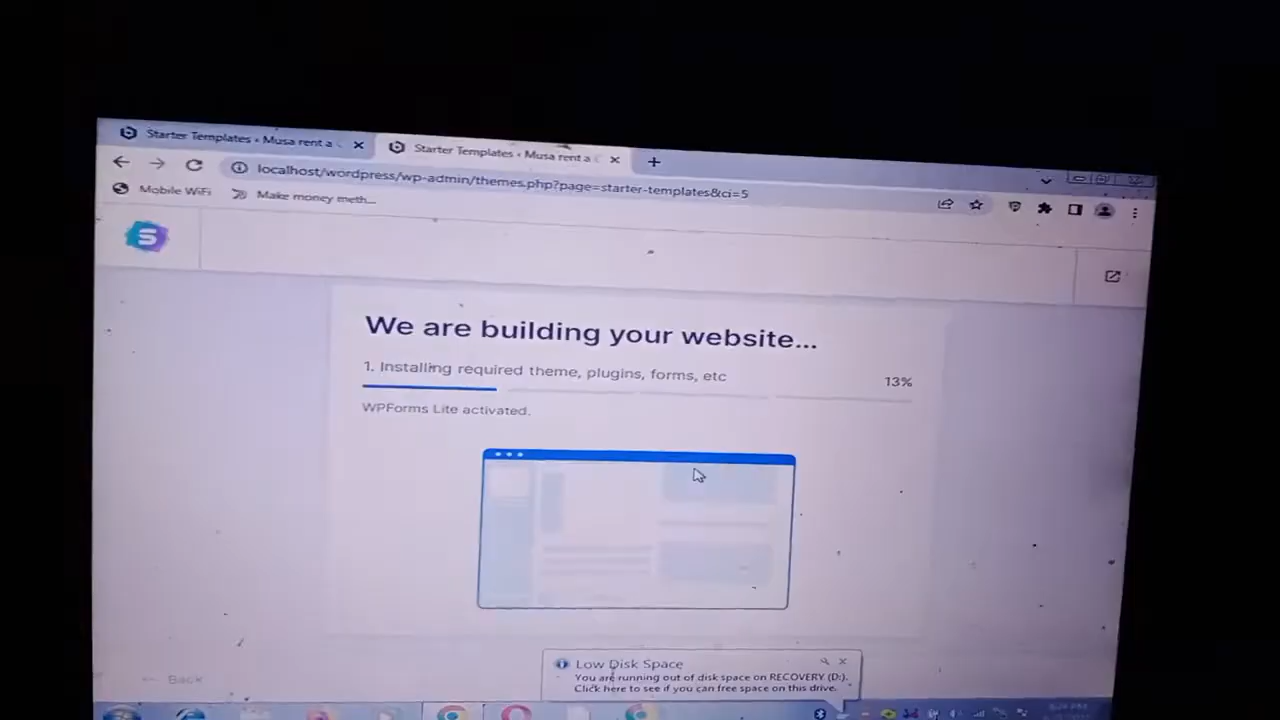 Starter Templates • Musa rent a
Starter Templates • Musa rent a
localhost/wordpress/wp-admin/themes.php?page=starter-templates&ci=5
Mobile WiFi
Make money meth...
We are building your website...
1. Installing required theme, plugins, forms, etc
13%
WPForms Lite activated.
Low Disk Space
You are running out of disk space on RECOVERY (D:).
Click here to see if you can free space on this drive.
Back